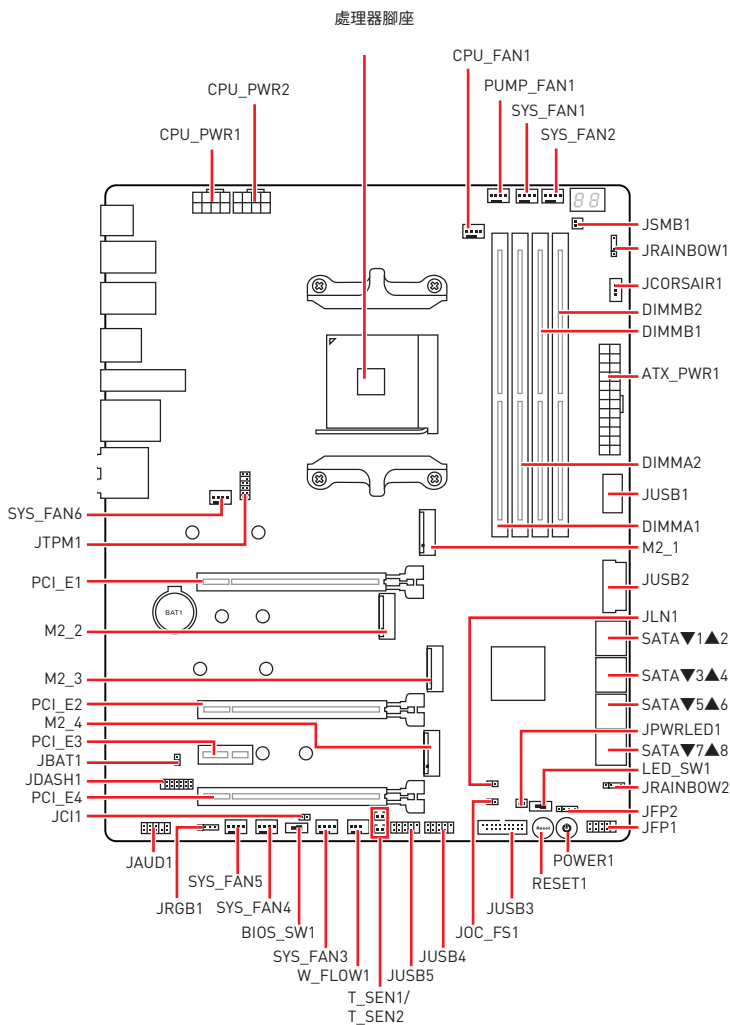 處理器腳座
CPU_FAN1
PUMP_FAN1
SYS_FAN1
SYS_FAN2
CPU_PWR2
CPU_PWR1
88
JSMB1
JRAINBOW1
JCORSAIR1
DIMMB2
DIMMB1
ATX_PWR1
DIMMA2
JUSB1
DIMMA1
M2_1
JUSB2
JLN1
SATA▼1▲2
SATA▼3▲4
SATA▼5▲6
JPWRLED1
SATA▼7▲8
LED_SW1
JRAINBOW2
JFP2
JFP1
SYS_FAN6
JTPM1
PCI_E1
BAT1
M2_2
M2_3
PCI_E2
M2_4
PCI_E3
JBAT1
JDASH1
PCI_E4
JCI1
Reset
JAUD1
JRGB1
SYS_FAN5
SYS_FAN4
BIOS_SW1
SYS_FAN3
W_FLOW1
T_SEN1/
T_SEN2
JUSB5
JUSB4
JOC_FS1
JUSB3
RESET1
POWER1